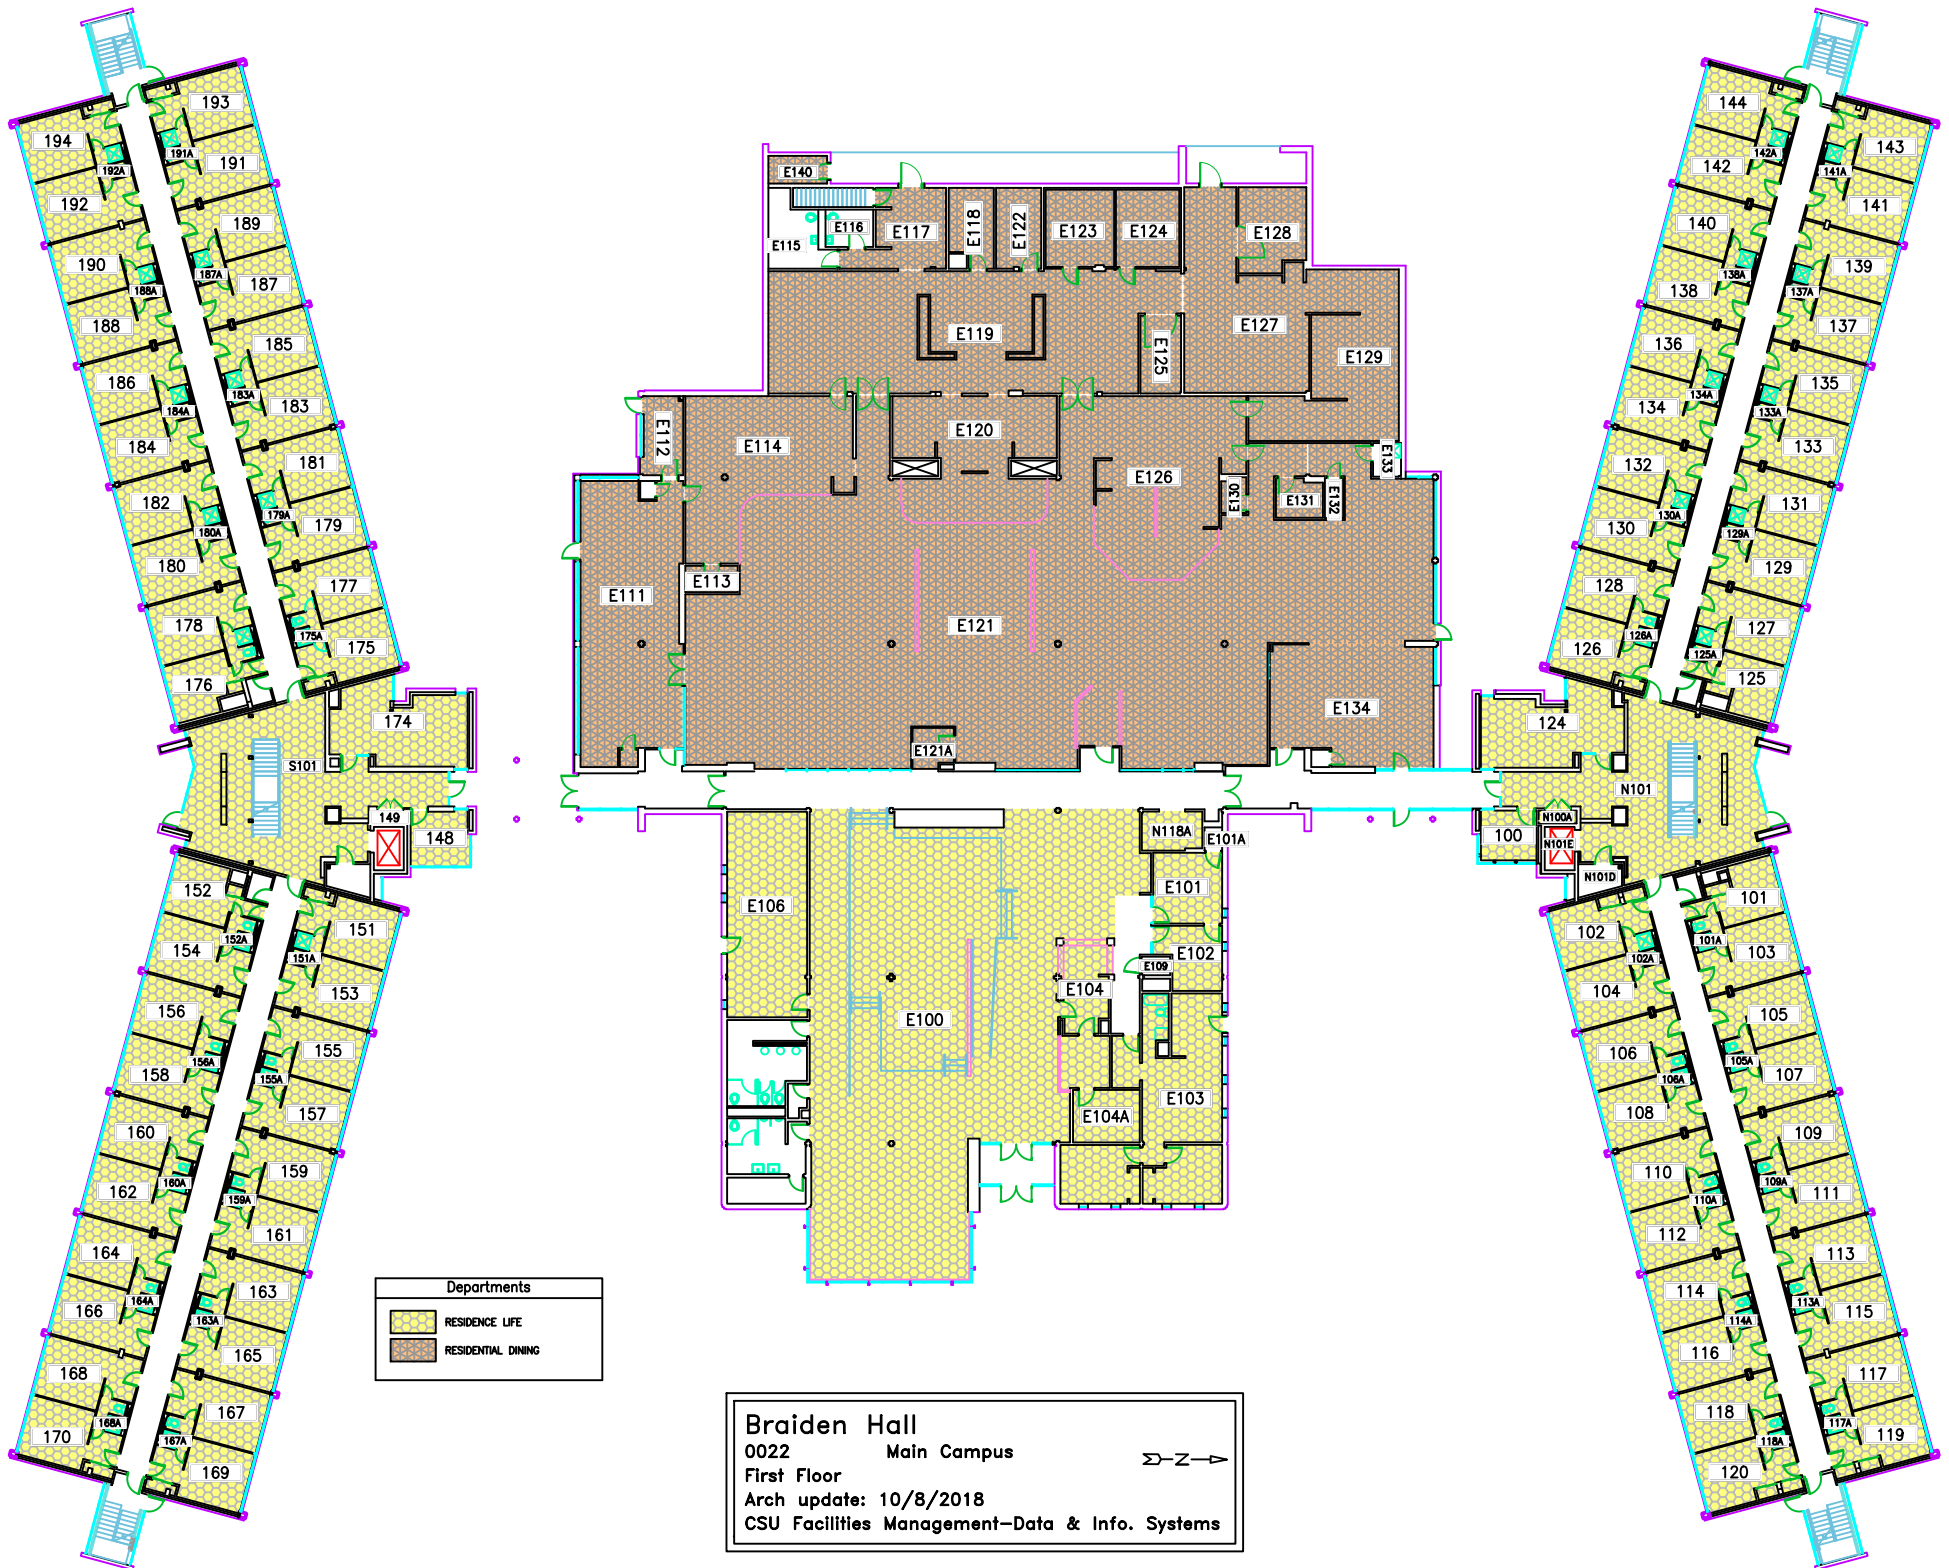 194
193
192A
191A
192
191
190
189
188A
187A
188
187
186
185
184A
183A
184
183
182
181
180A
179A
180
179
178
177
175A
176
175
174
S101
149
148
152
151
152A
151A
154
153
156
155
156A
155A
158
157
160
159
160A
159A
162
161
164
163
164A
163A
166
165
168
167
168A
167A
170
169
E140
E115
E116
E117
E118
E122
E123
E124
E128
E119
E125
E127
E129
E112
E114
E120
E126
E130
E131
E132
E133
E111
E113
E121
E121A
E134
E106
E100
N118A
E101A
E101
E102
E109
E104
E103
E104A
144
143
142A
141A
142
141
140
139
138A
137A
138
137
136
135
134A
133A
134
133
132
131
130A
129A
130
129
128
127
126A
125A
126
125
124
N101
N100A
100
N101E
N101D
102
101
102A
101A
104
103
106
105
106A
105A
108
107
110
109
110A
109A
112
111
114
113
114A
113A
116
115
118
117
118A
117A
120
119
Departments
RESIDENCE LIFE
RESIDENTIAL DINING
Braiden Hall
0022 Main Campus
N
First Floor
Arch update: 10/8/2018
CSU Facilities Management-Data & Info. Systems